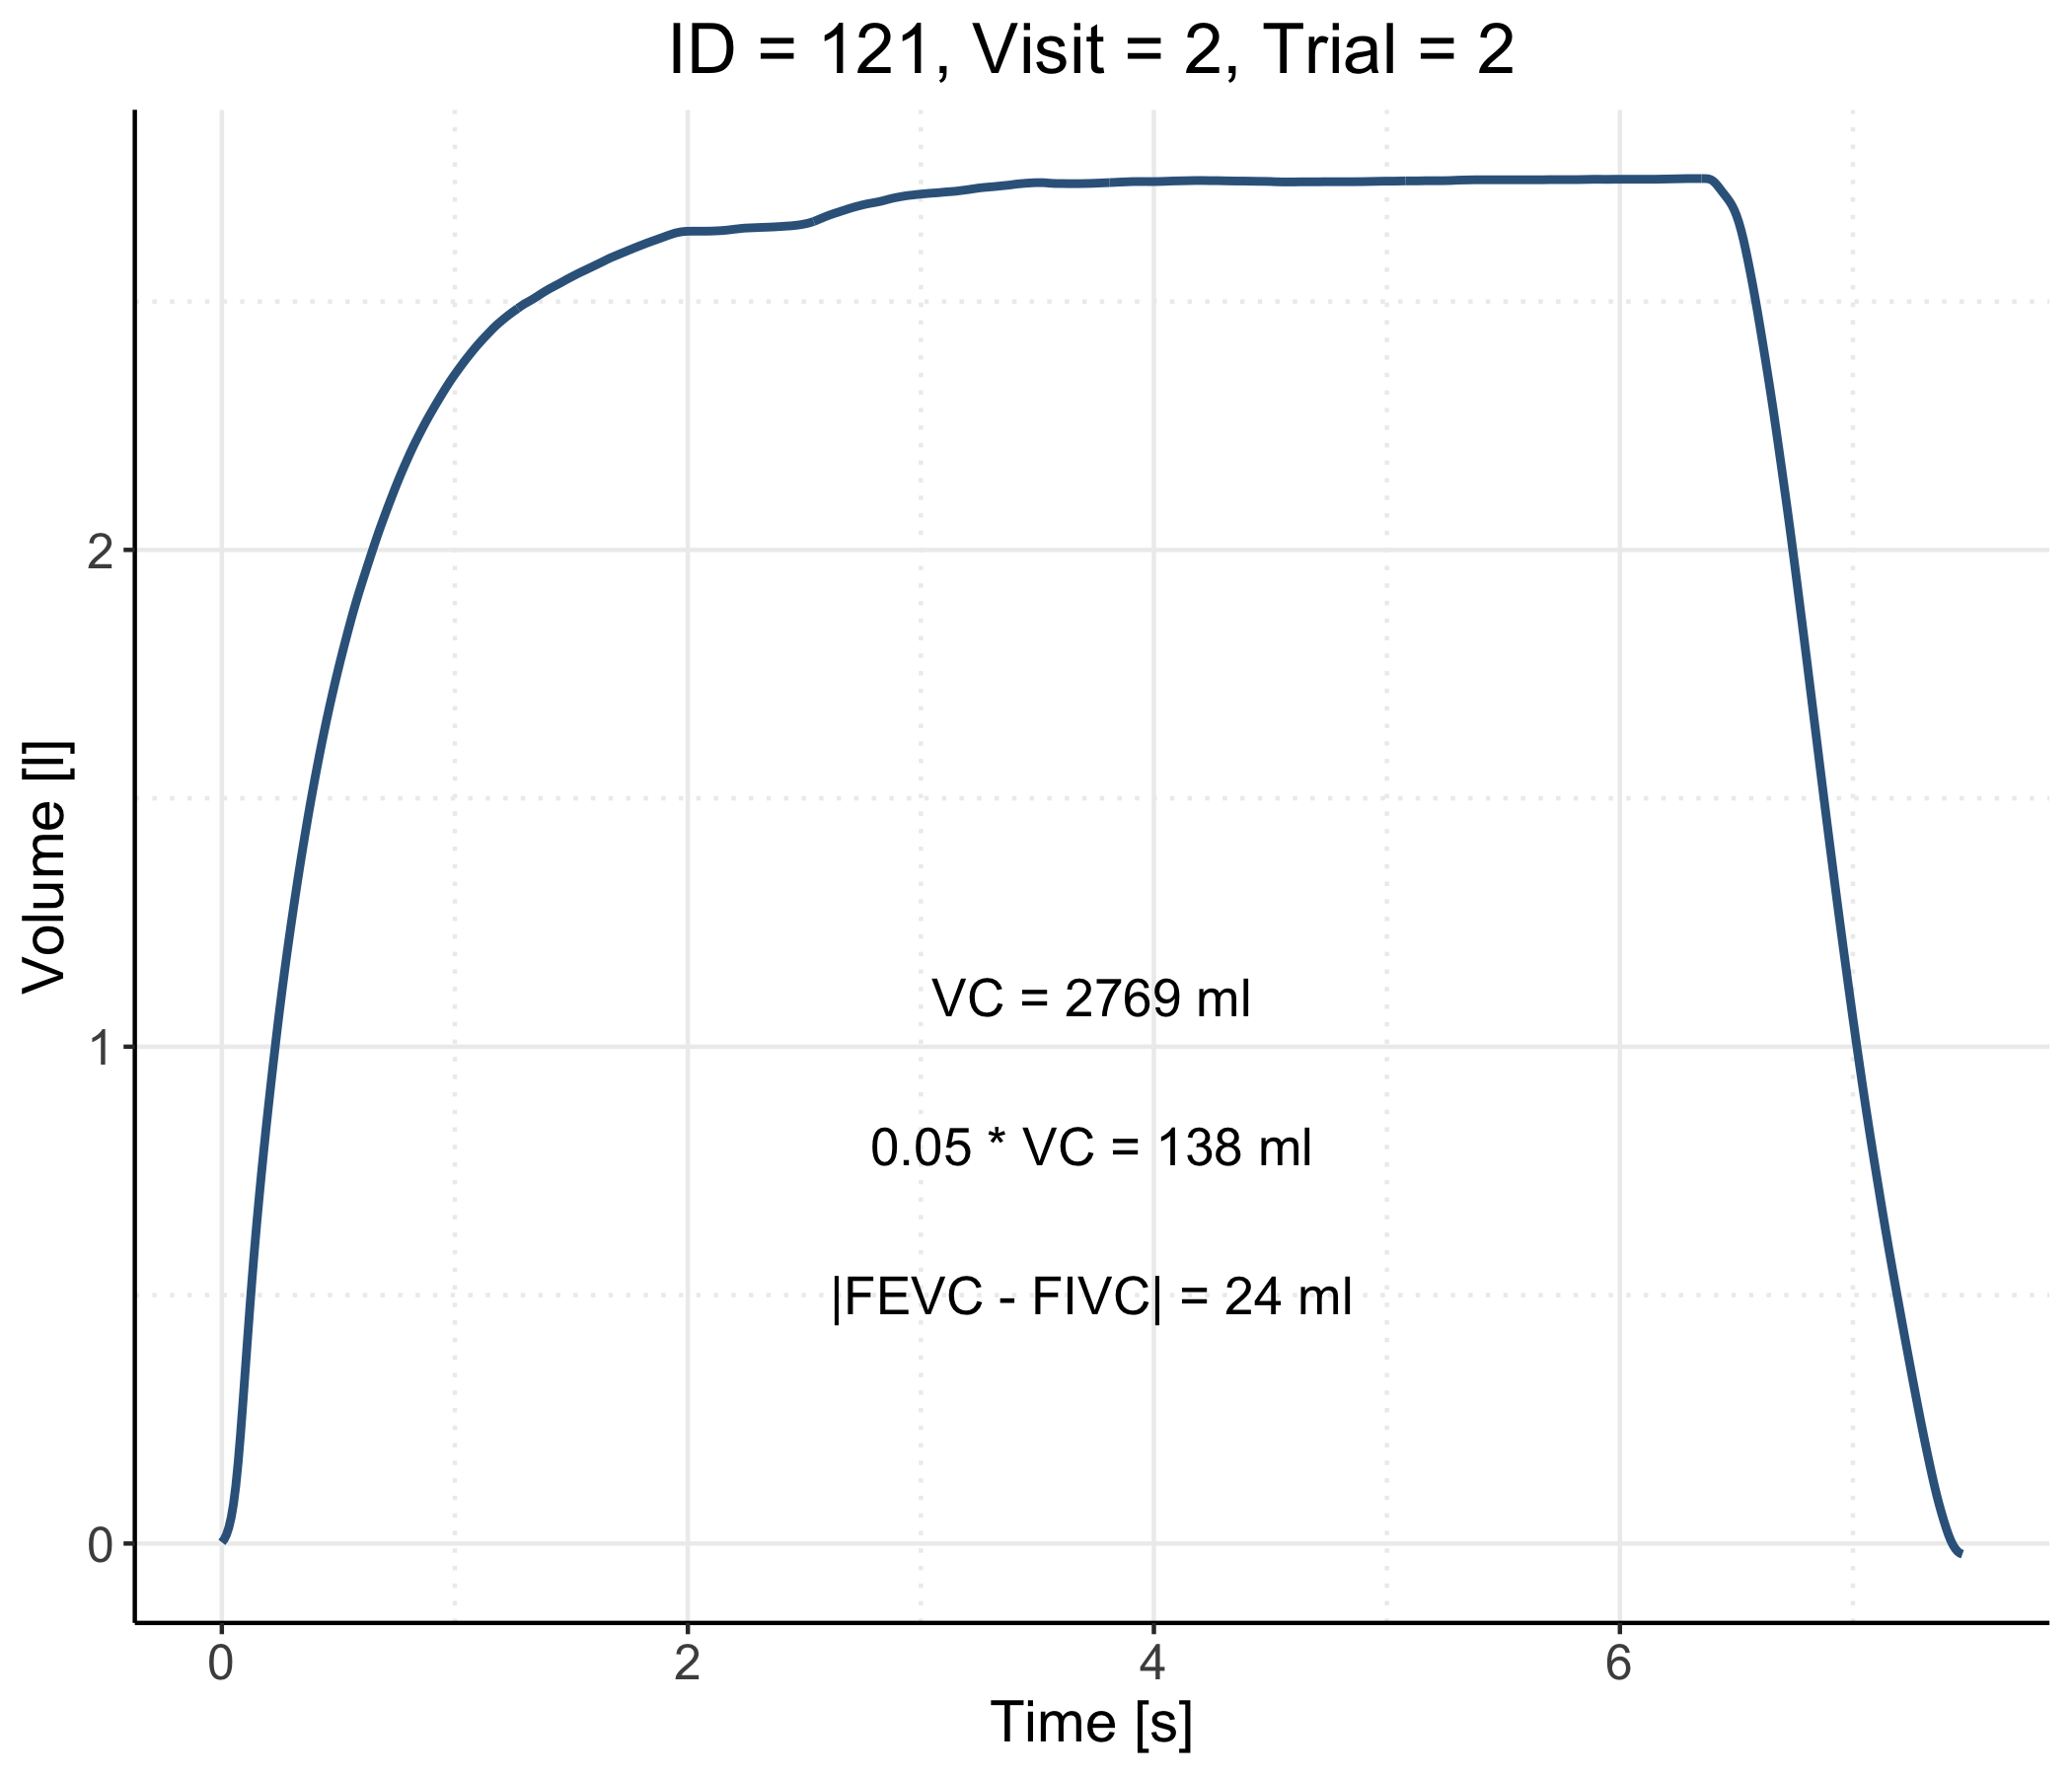 ID = 121, Visit = 2, Trial = 2
Volume [l]
2
1
0
VC = 2769 ml
0.05 * VC = 138 ml
|FEVC - FIVC| = 24 ml
0 2 4 6
Time [s]